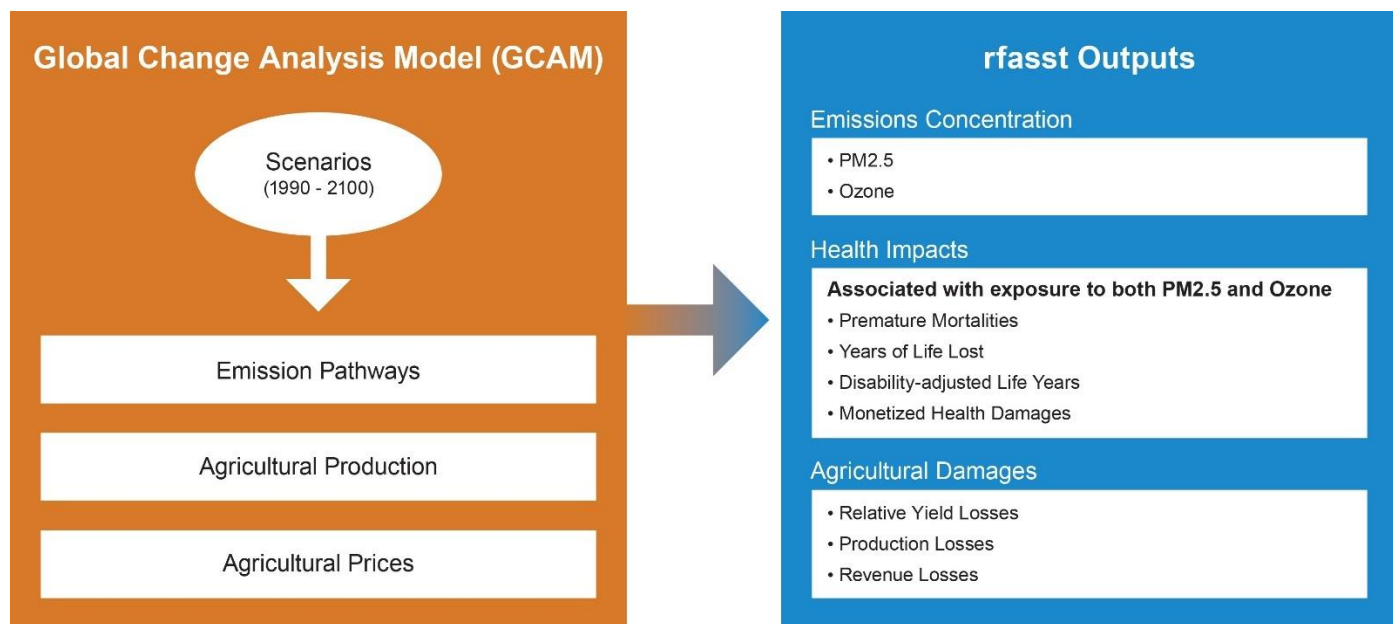 Global Change Analysis Model (GCAM)
Scenarios
(1990 - 2100)
Emission Pathways
Agricultural Production
Agricultural Prices
rfasst Outputs
Emissions Concentration
• PM2.5
• Ozone
Health Impacts
Associated with exposure to both PM2.5 and Ozone
• Premature Mortalities
• Years of Life Lost
• Disability-adjusted Life Years
• Monetized Health Damages
Agricultural Damages
• Relative Yield Losses
• Production Losses
• Revenue Losses